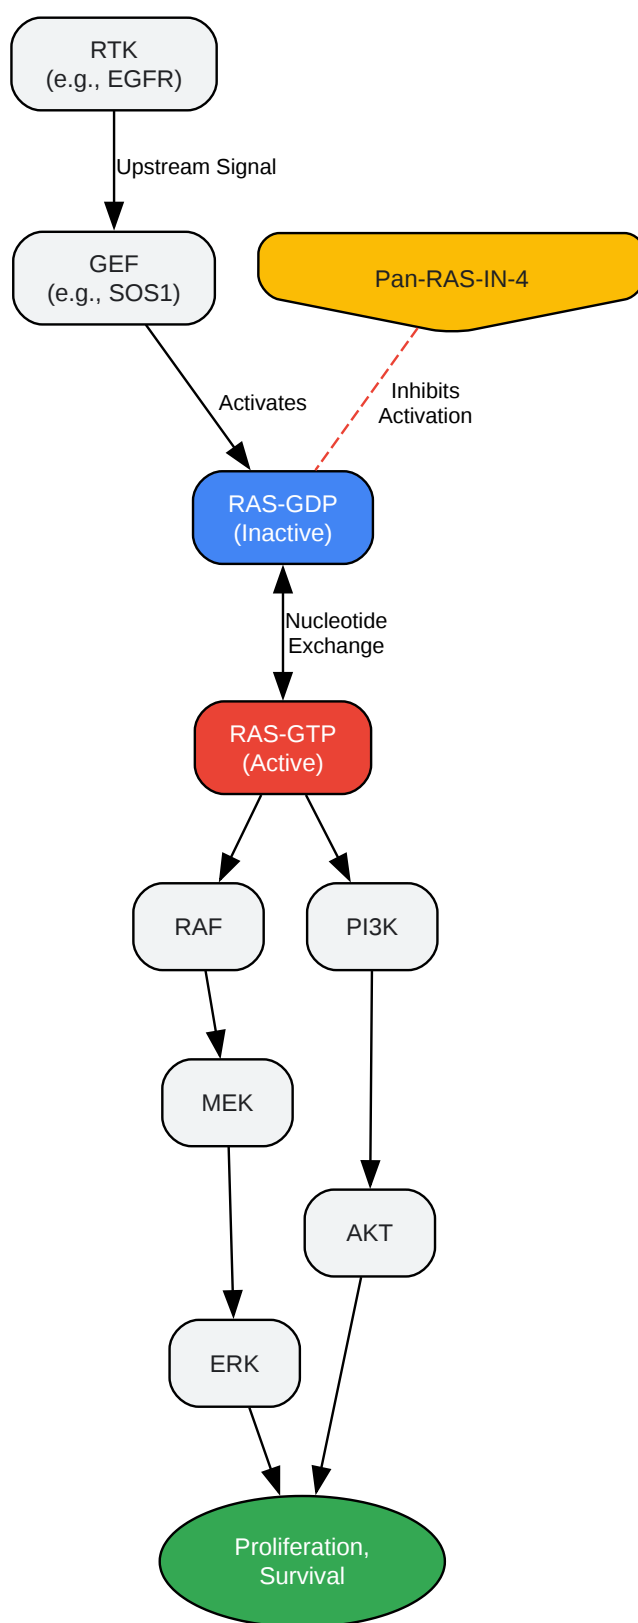 RTK
(e.g., EGFR)
Upstream Signal
GEF
(e.g., SOS1)
Pan-RAS-IN-4
Activates
Inhibits
Activation
RAS-GDP
(Inactive)
Nucleotide
Exchange
RAS-GTP
(Active)
RAF
PI3K
MEK
AKT
ERK
Proliferation,
Survival